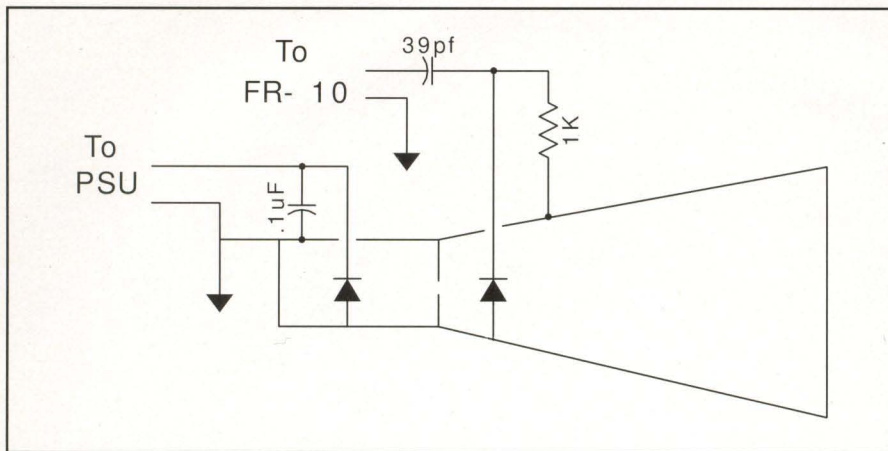 To
FR- 10
39pf
1K
To
PSU
.1uF